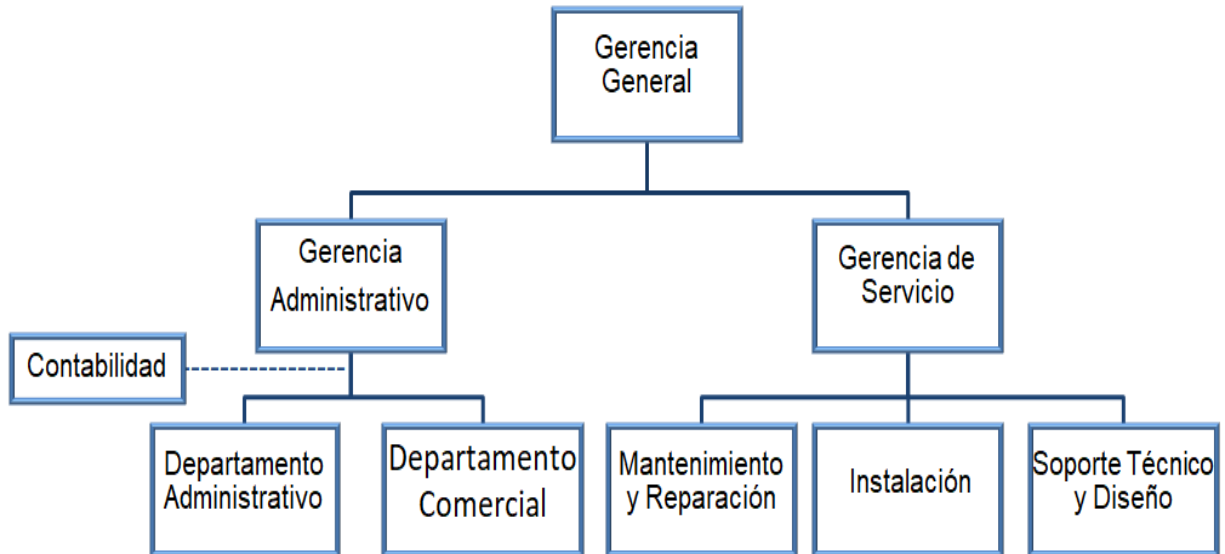 Gerencia
General
Gerencia
Administrativo
Gerencia de
Servicio
Contabilidad
Departamento
Administrativo
Departamento
Comercial
Mantenimiento
y Reparación
Instalación
Soporte Técnico
y Diseño